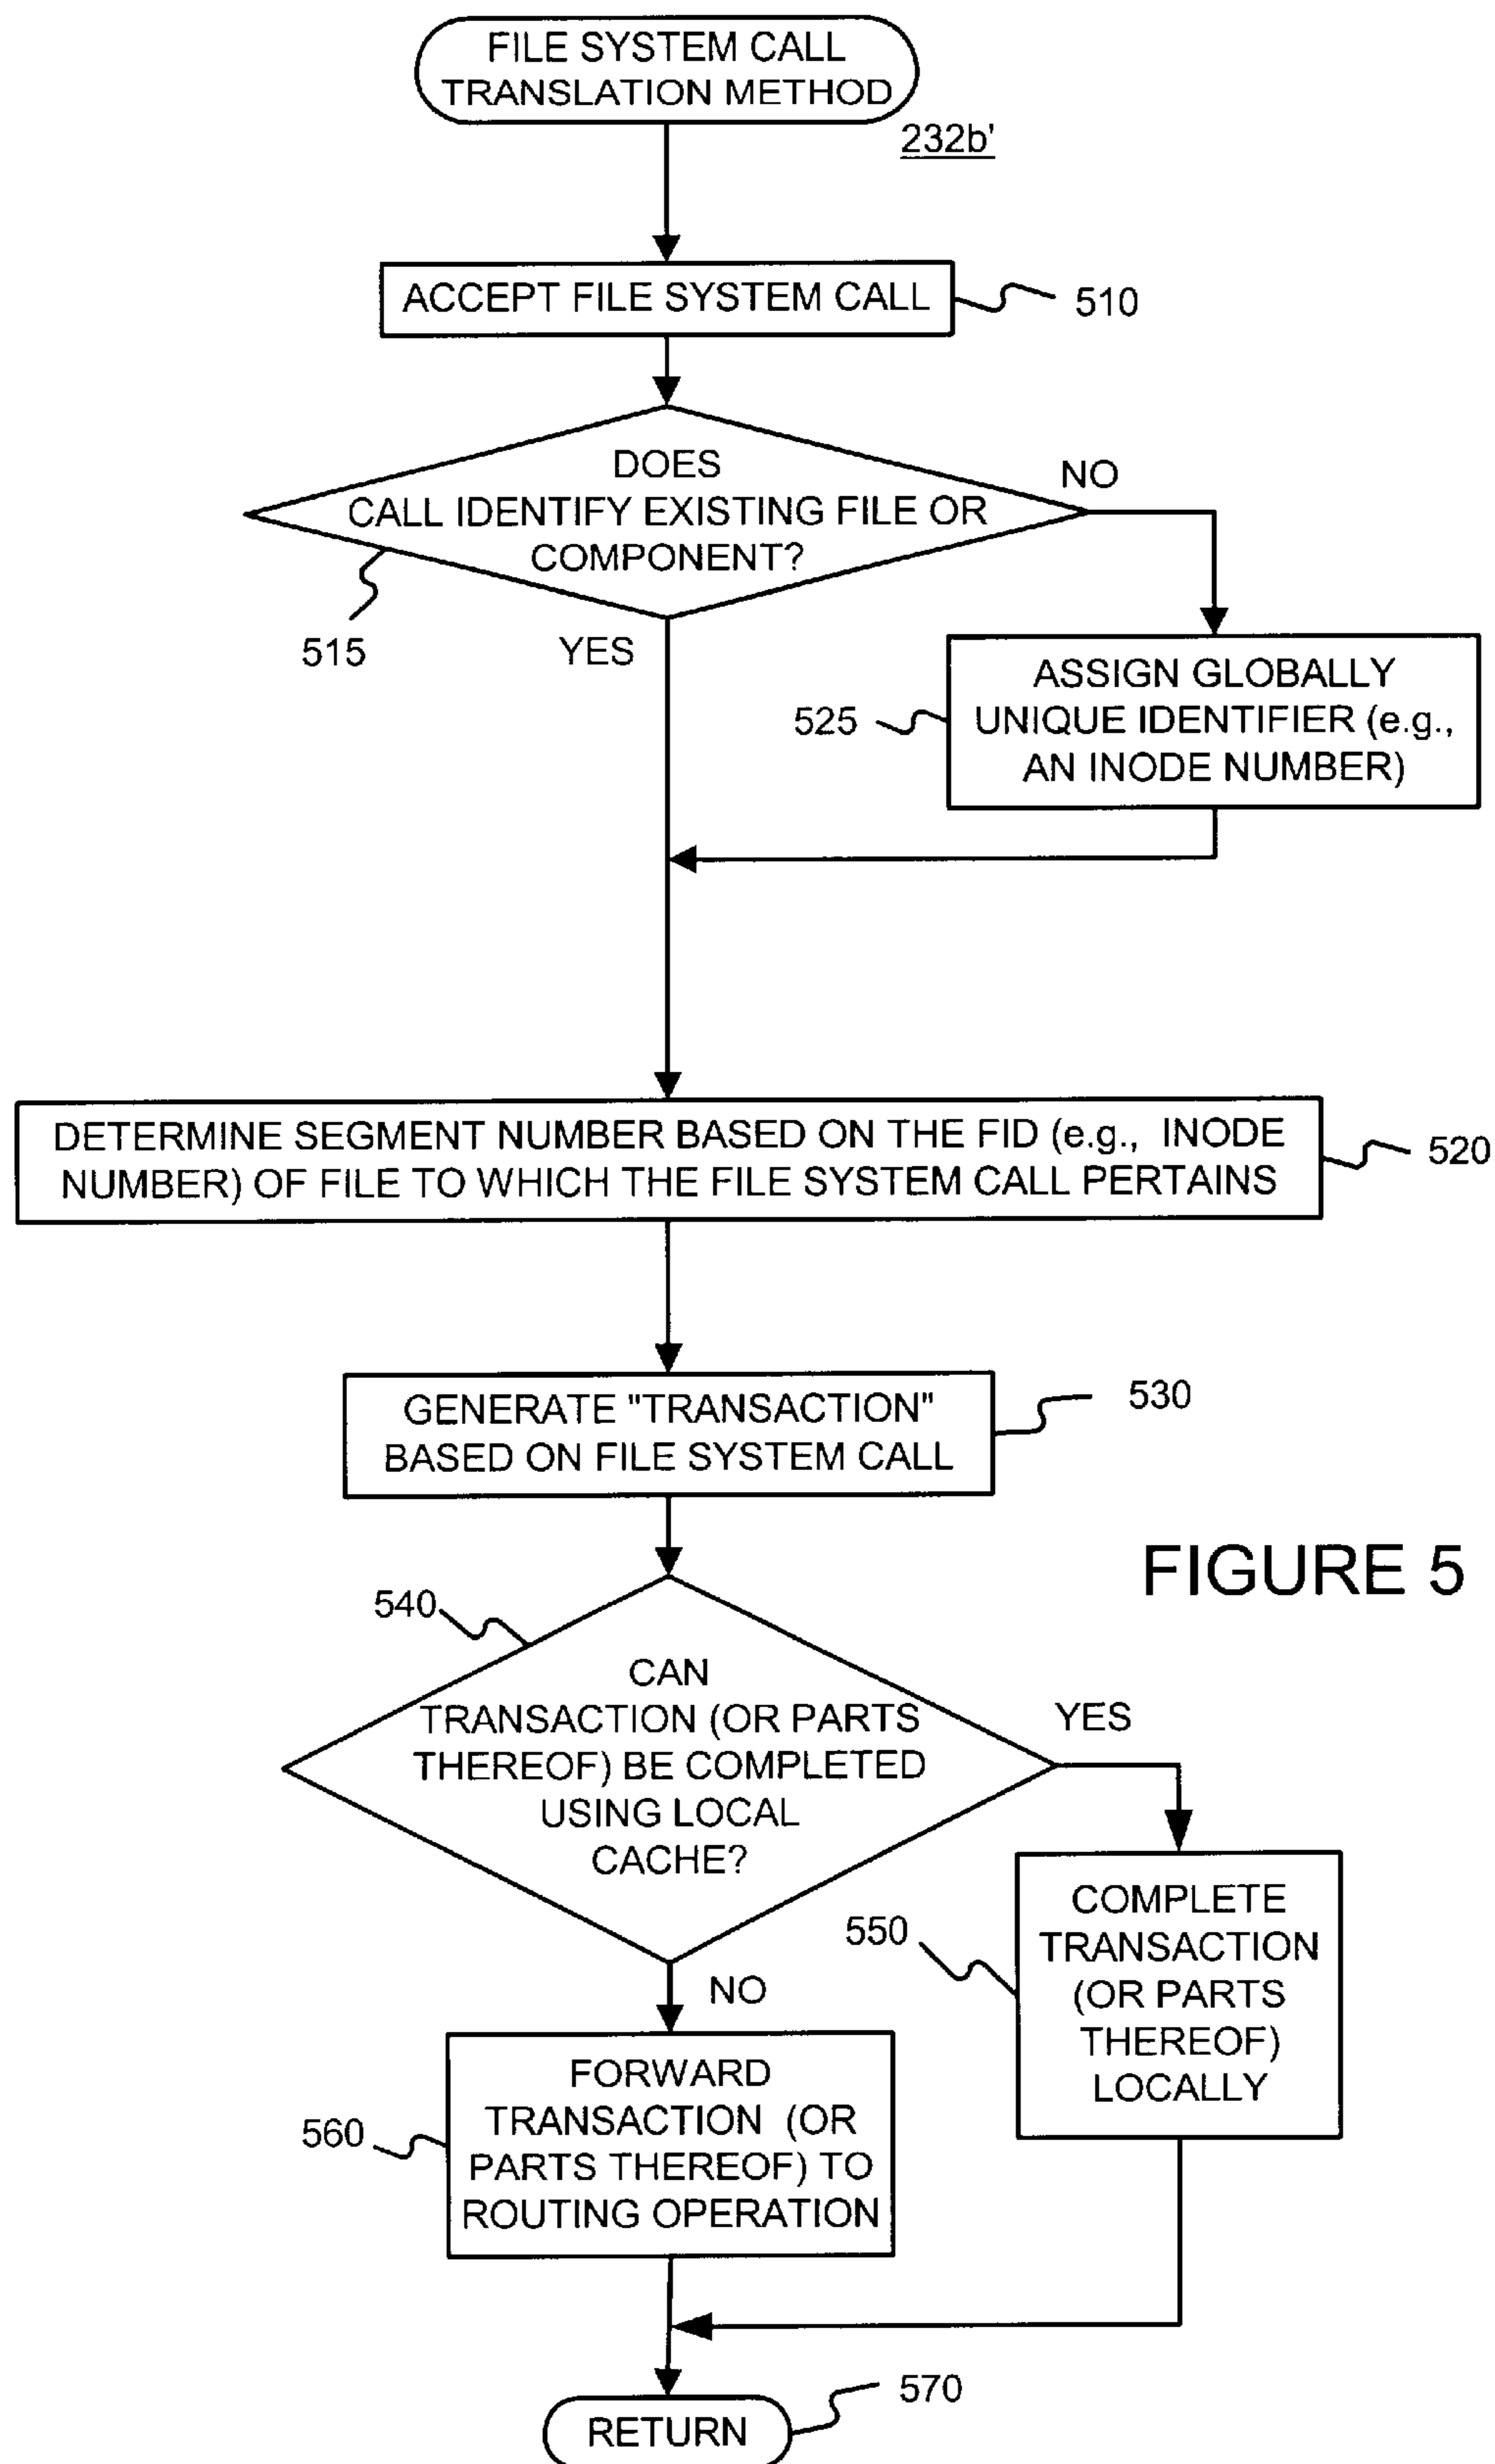 FILE SYSTEM CALL
TRANSLATION METHOD
232b'
ACCEPT FILE SYSTEM CALL
510
DOES
CALL IDENTIFY EXISTING FILE OR
COMPONENT?
NO
515
YES
ASSIGN GLOBALLY
UNIQUE IDENTIFIER (e.g.,
AN INODE NUMBER)
525
DETERMINE SEGMENT NUMBER BASED ON THE FID (e.g., INODE
NUMBER) OF FILE TO WHICH THE FILE SYSTEM CALL PERTAINS
520
GENERATE "TRANSACTION"
BASED ON FILE SYSTEM CALL
530
FIGURE 5
540
CAN
TRANSACTION (OR PARTS
THEREOF) BE COMPLETED
USING LOCAL
CACHE?
YES
NO
550
COMPLETE
TRANSACTION
(OR PARTS
THEREOF)
LOCALLY
560
FORWARD
TRANSACTION (OR
PARTS THEREOF) TO
ROUTING OPERATION
RETURN
570